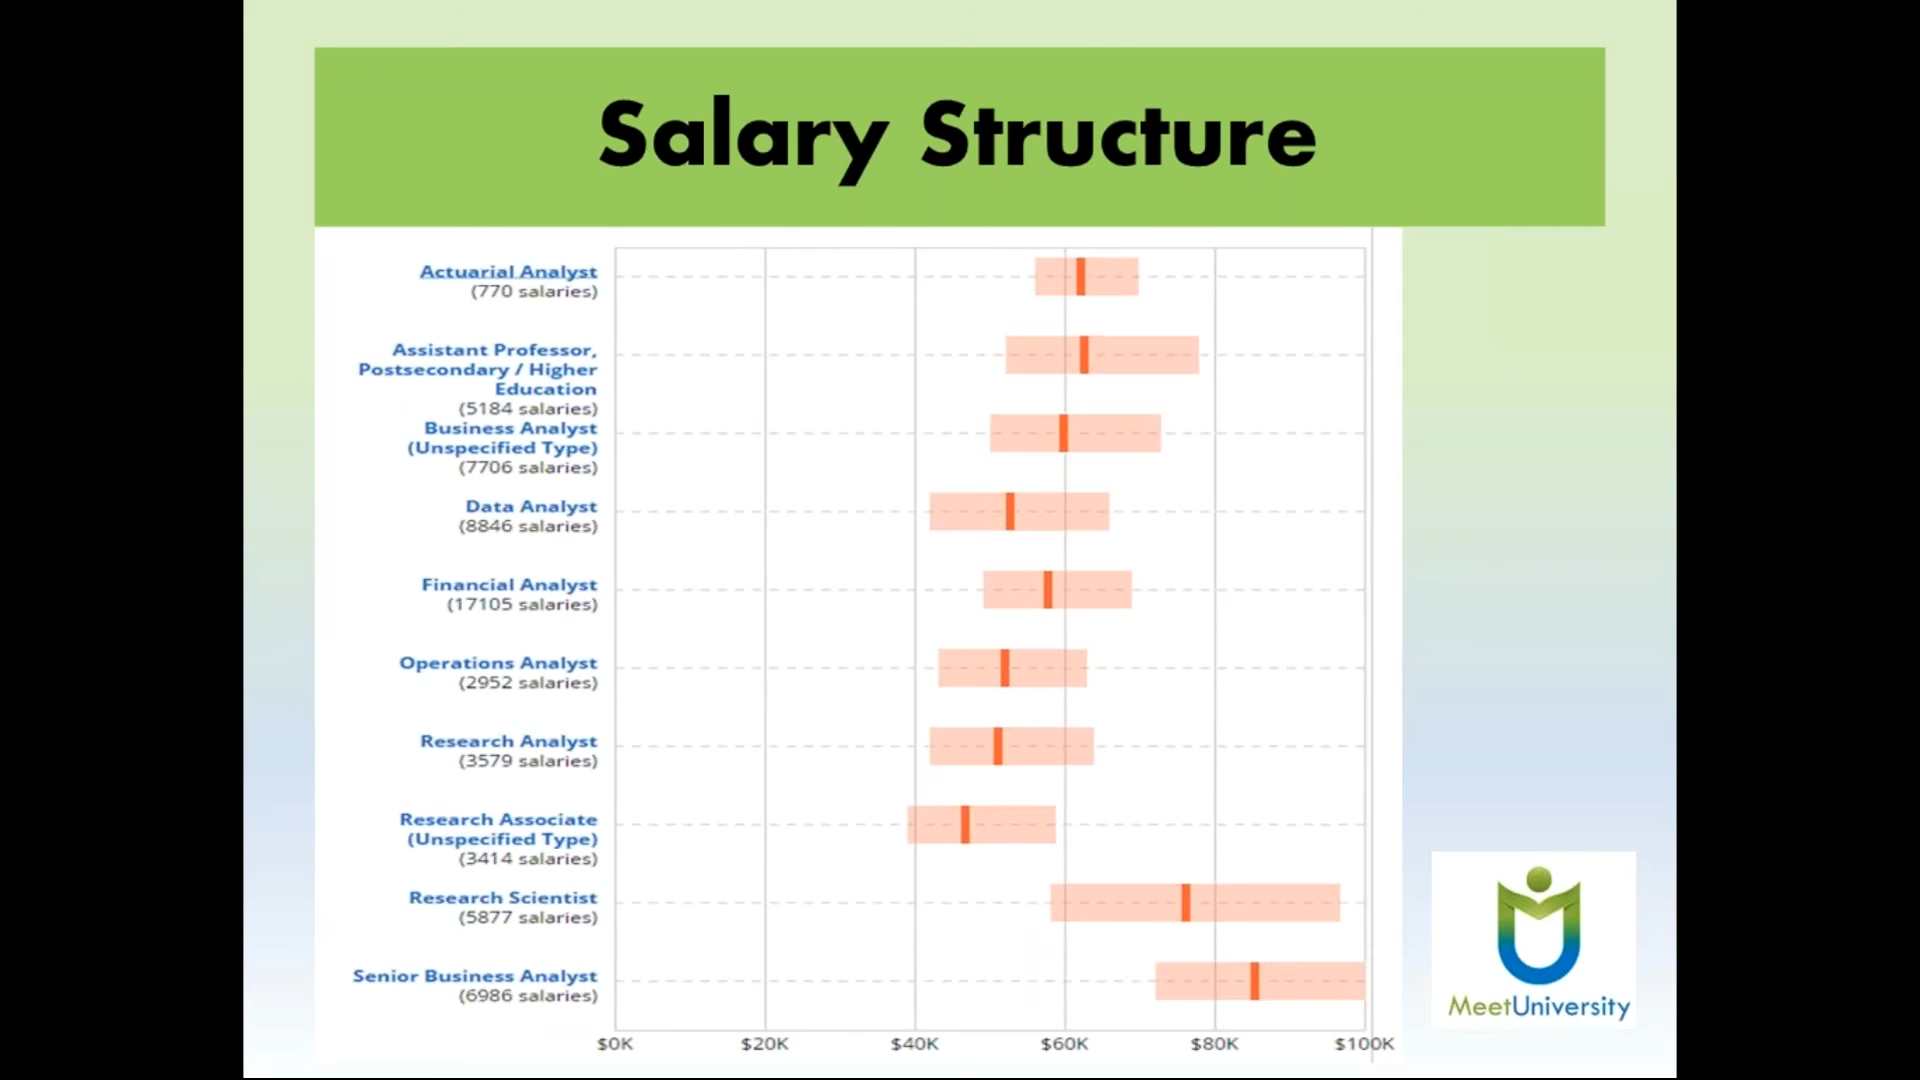 Salary Structure
Actuarial Analyst
(770 salaries)
Assistant Professor,
Postsecondary / Higher
Education
(5184 salaries)
Business Analyst
(Unspecified Type)
(7706 salaries)
Data Analyst
(8846 salaries)
Financial Analyst
(17105 salaries)
Operations Analyst
(2952 salaries)
Research Analyst
(3579 salaries)
Research Associate
(Unspecified Type)
(3414 salaries)
Research Scientist
(5877 salaries)
Senior Business Analyst
(6986 salaries)
$0K $20K $40K $60K $80K $100K
MeetUniversity